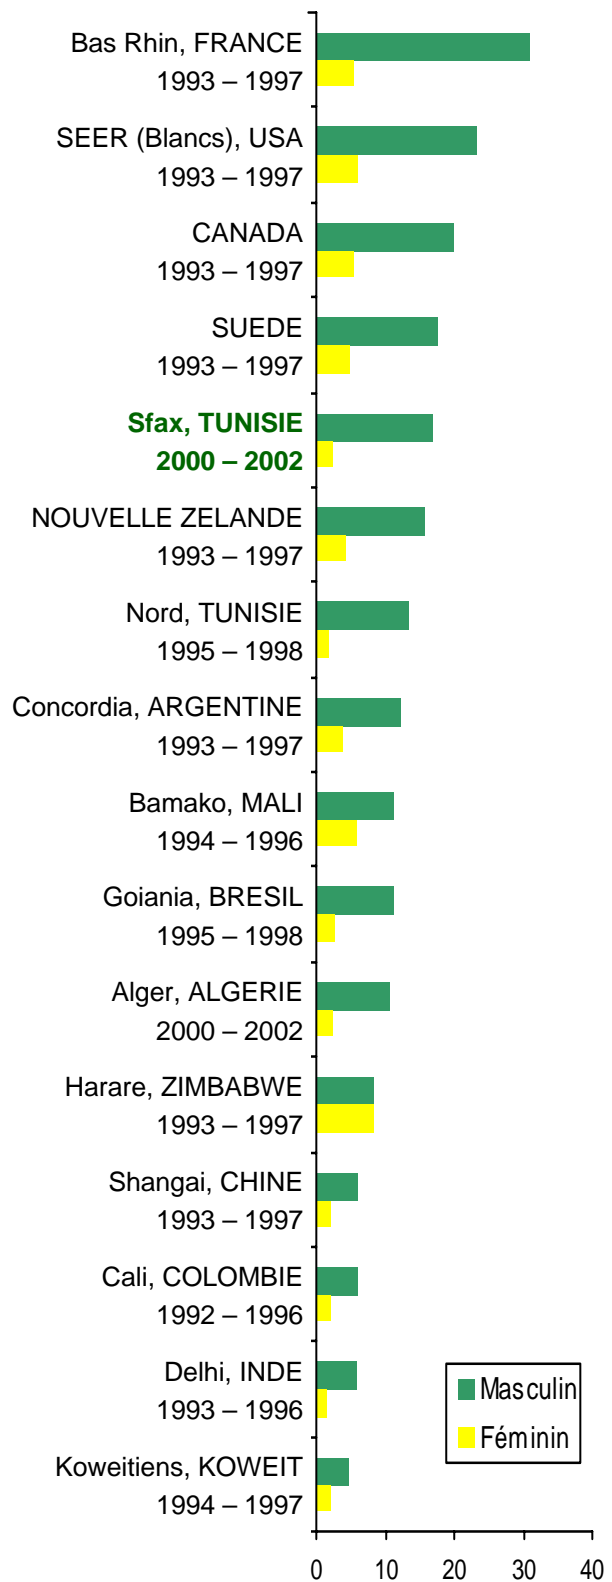 Bas Rhin, FRANCE
1993 – 1997
SEER (Blancs), USA
1993 – 1997
CANADA
1993 – 1997
SUEDE
1993 – 1997
Sfax, TUNISIE
2000 – 2002
NOUVELLE ZELANDE
1993 – 1997
Nord, TUNISIE
1995 – 1998
Concordia, ARGENTINE
1993 – 1997
Bamako, MALI
1994 – 1996
Goiania, BRESIL
1995 – 1998
Alger, ALGERIE
2000 – 2002
Harare, ZIMBABWE
1993 – 1997
Shangai, CHINE
1993 – 1997
Cali, COLOMBIE
1992 – 1996
Delhi, INDE
1993 – 1996
Koweitiens, KOWEIT
1994 – 1997
Masculin
Féminin
0 10 20 30 40